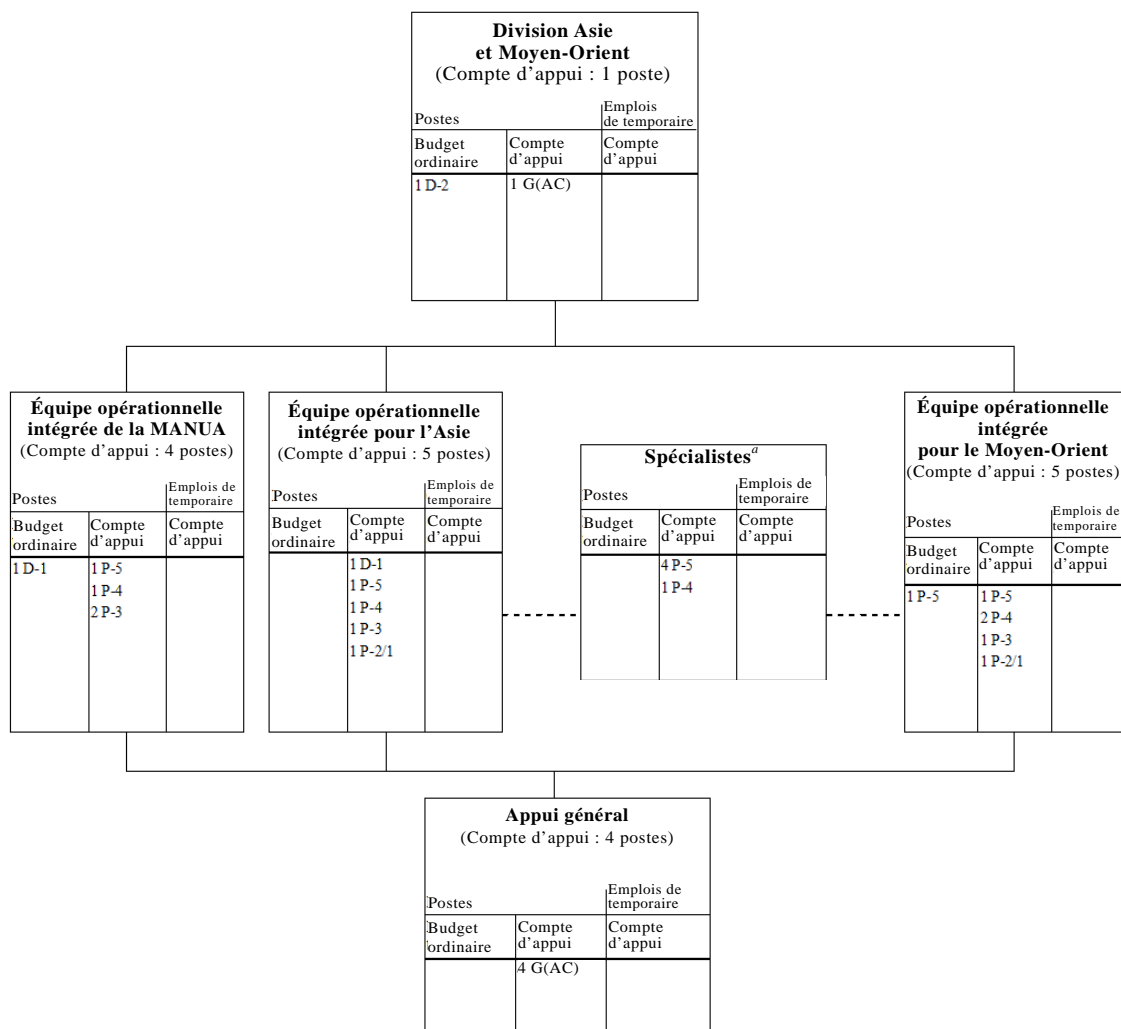 Division Asie
et Moyen-Orient
(Compte d'appui : 1 poste)
Postes
Emplois
de temporaire
Budget
ordinaire
Compte
d'appui
Compte
d'appui
1 D-2
1 G(AC)
Équipe opérationnelle
intégrée de la MANUA
(Compte d'appui : 4 postes)
Postes
Emplois de
temporaire
Budget
ordinaire
Compte
d'appui
Compte
d'appui
1 D-1
1 P-5
1 P-4
2 P-3
Équipe opérationnelle
intégrée pour l'Asie
(Compte d'appui : 5 postes)
Postes
Emplois de
temporaire
Budget
ordinaire
Compte
d'appui
Compte
d'appui
1 D-1
1 P-5
1 P-4
1 P-3
1 P-2/1
Spécialistesa
Postes
Emplois de
temporaire
Budget
ordinaire
Compte
d'appui
Compte
d'appui
4 P-5
1 P-4
Équipe opérationnelle
intégrée
pour le Moyen-Orient
(Compte d'appui : 5 postes)
Postes
Emplois de
temporaire
Budget
ordinaire
Compte
d'appui
Compte
d'appui
1 P-5
1 P-5
2 P-4
1 P-3
1 P-2/1
Appui général
(Compte d'appui : 4 postes)
Postes
Emplois de
temporaire
Budget
ordinaire
Compte
d'appui
Compte
d'appui
4 G(AC)